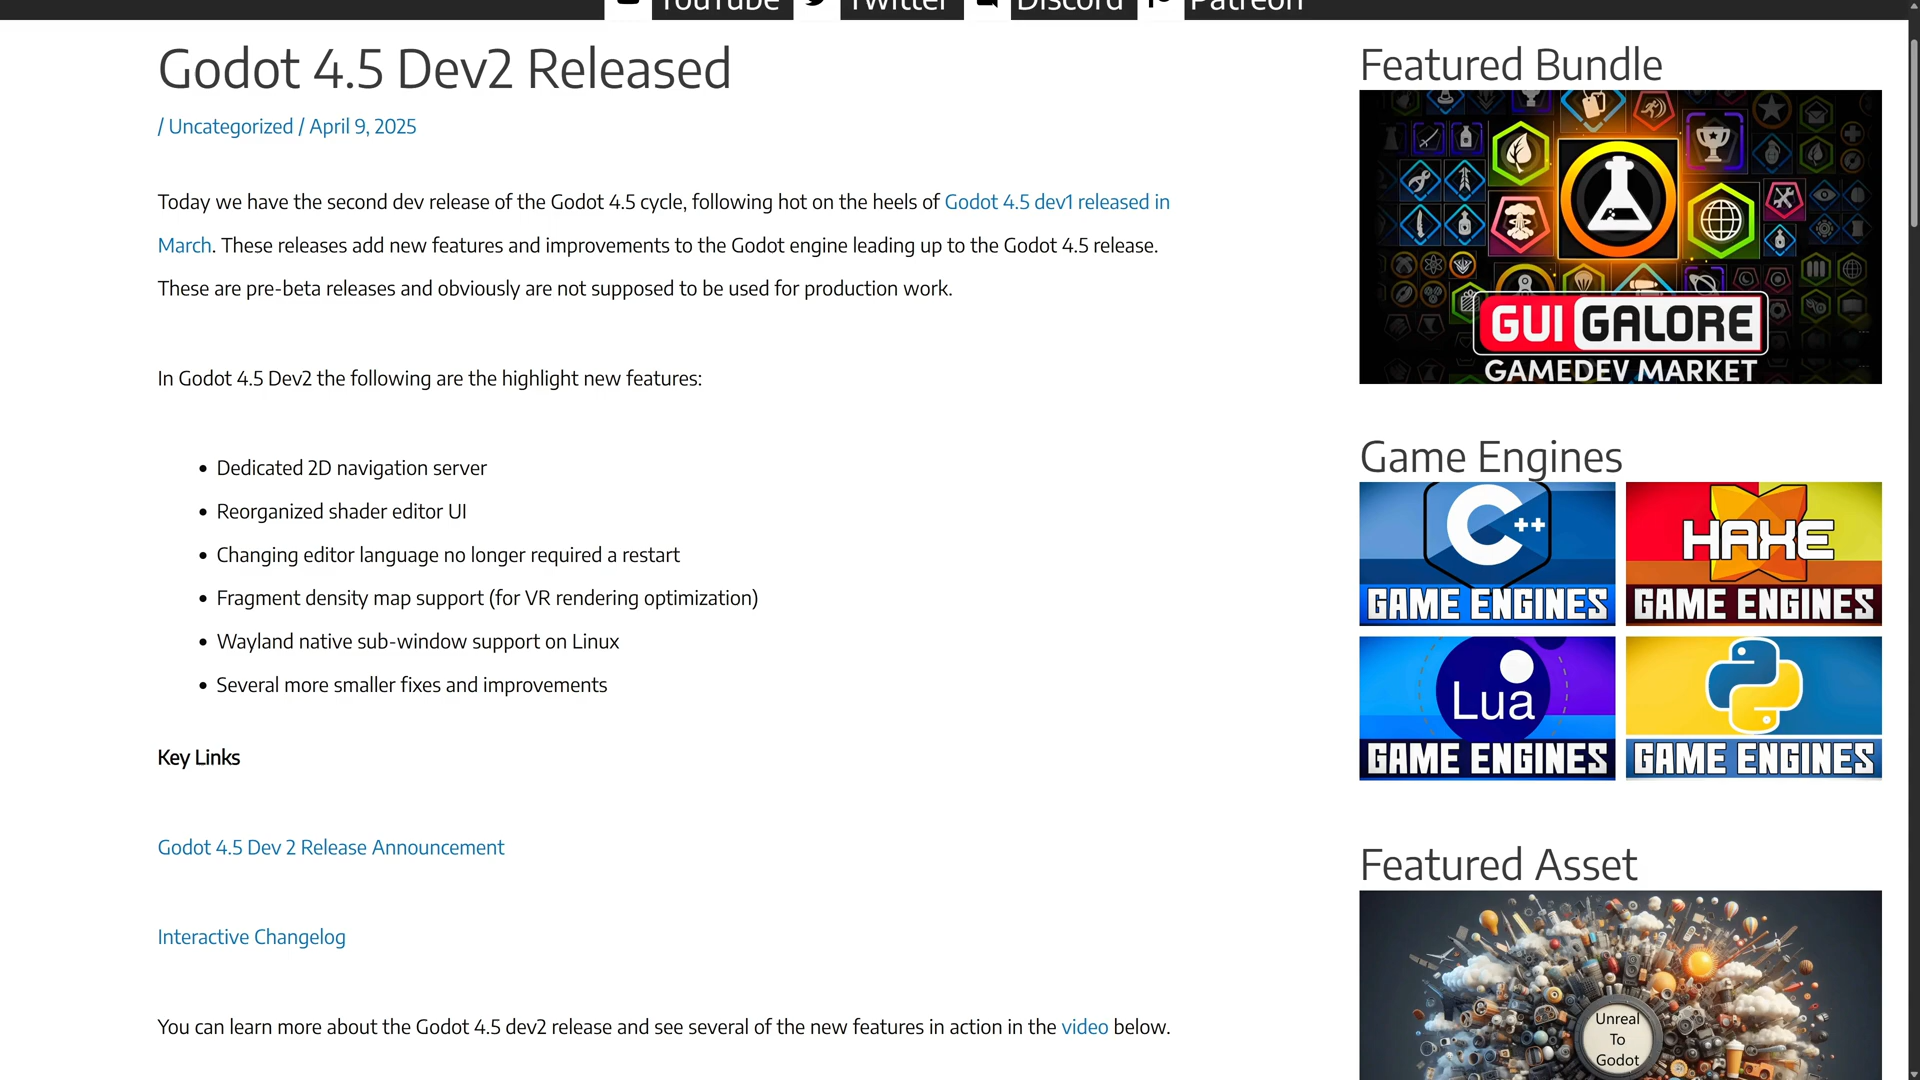 YouTube Twitter Discord Patreon
Godot 4.5 Dev2 Released
/ Uncategorized / April 9, 2025
Today we have the second dev release of the Godot 4.5 cycle, following hot on the heels of Godot 4.5 dev1 released in
March. These releases add new features and improvements to the Godot engine leading up to the Godot 4.5 release.
These are pre-beta releases and obviously are not supposed to be used for production work.
In Godot 4.5 Dev2 the following are the highlight new features:
• Dedicated 2D navigation server
• Reorganized shader editor UI
• Changing editor language no longer required a restart
• Fragment density map support (for VR rendering optimization)
• Wayland native sub-window support on Linux
• Several more smaller fixes and improvements
Key Links
Godot 4.5 Dev 2 Release Announcement
Interactive Changelog
You can learn more about the Godot 4.5 dev2 release and see several of the new features in action in the video below.
Featured Bundle
GUI GALORE
GAMEDEV MARKET
Game Engines
C++
GAME ENGINES
HAXE
GAME ENGINES
Lua
GAME ENGINES
GAME ENGINES
Featured Asset
Unreal
To
Godot